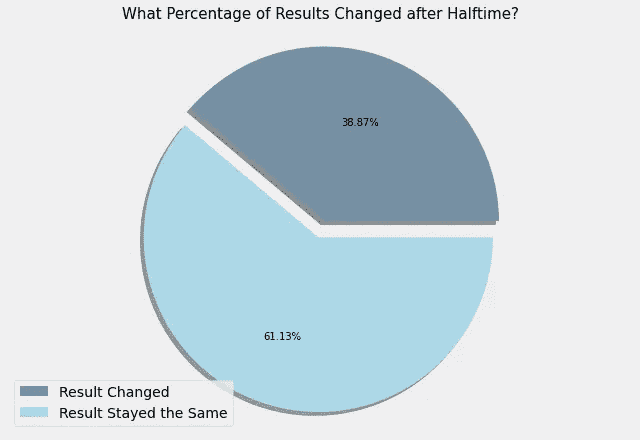 What Percentage of Results Changed after Halftime?
38.87%
61.13%
Result Changed
Result Stayed the Same